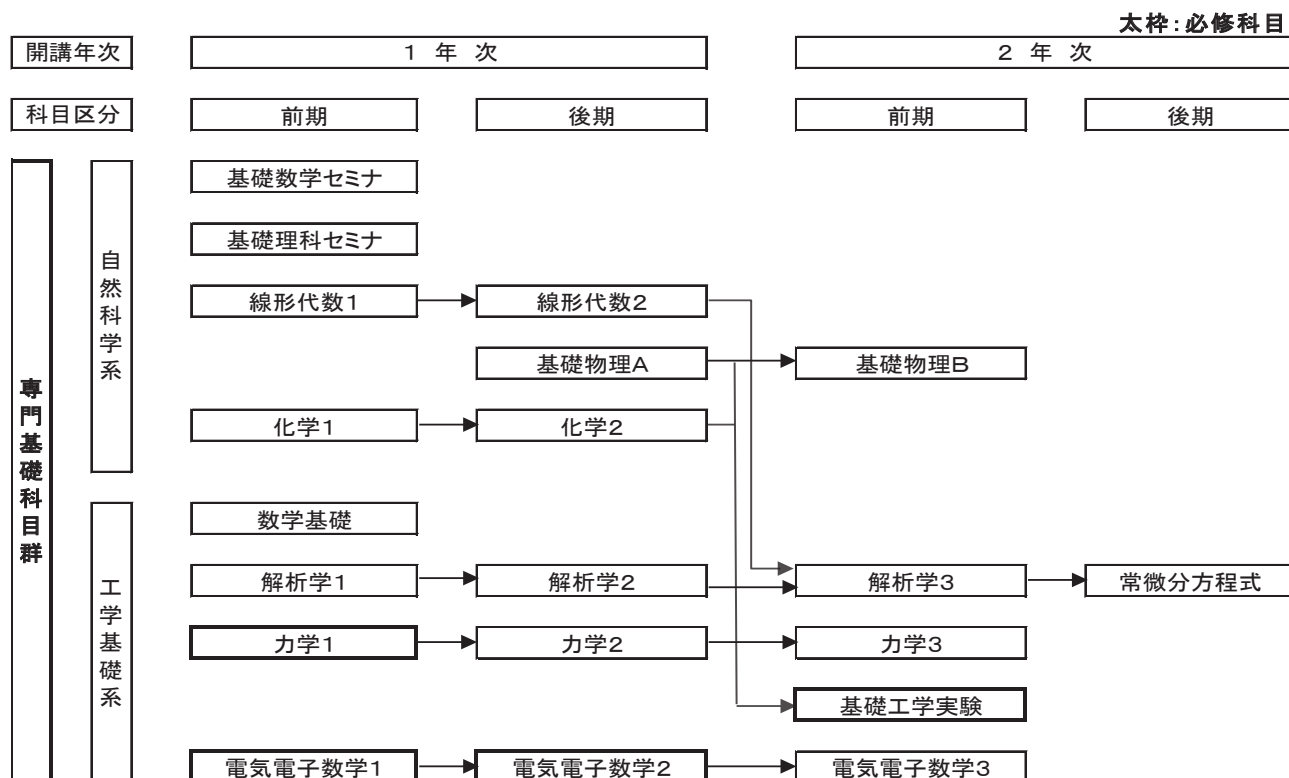 太枠:必修科目
開講年次 1 年 次 2 年 次
科目区分 前期 後期 前期 後期
専門基礎科目群
自然科学系
基礎数学セミナ
基礎理科セミナ
線形代数1 線形代数2
基礎物理A 基礎物理B
化学1 化学2
工学基礎系
数学基礎
解析学1 解析学2 解析学3 常微分方程式
力学1 力学2 力学3
基礎工学実験
電気電子数学1 電気電子数学2 電気電子数学3